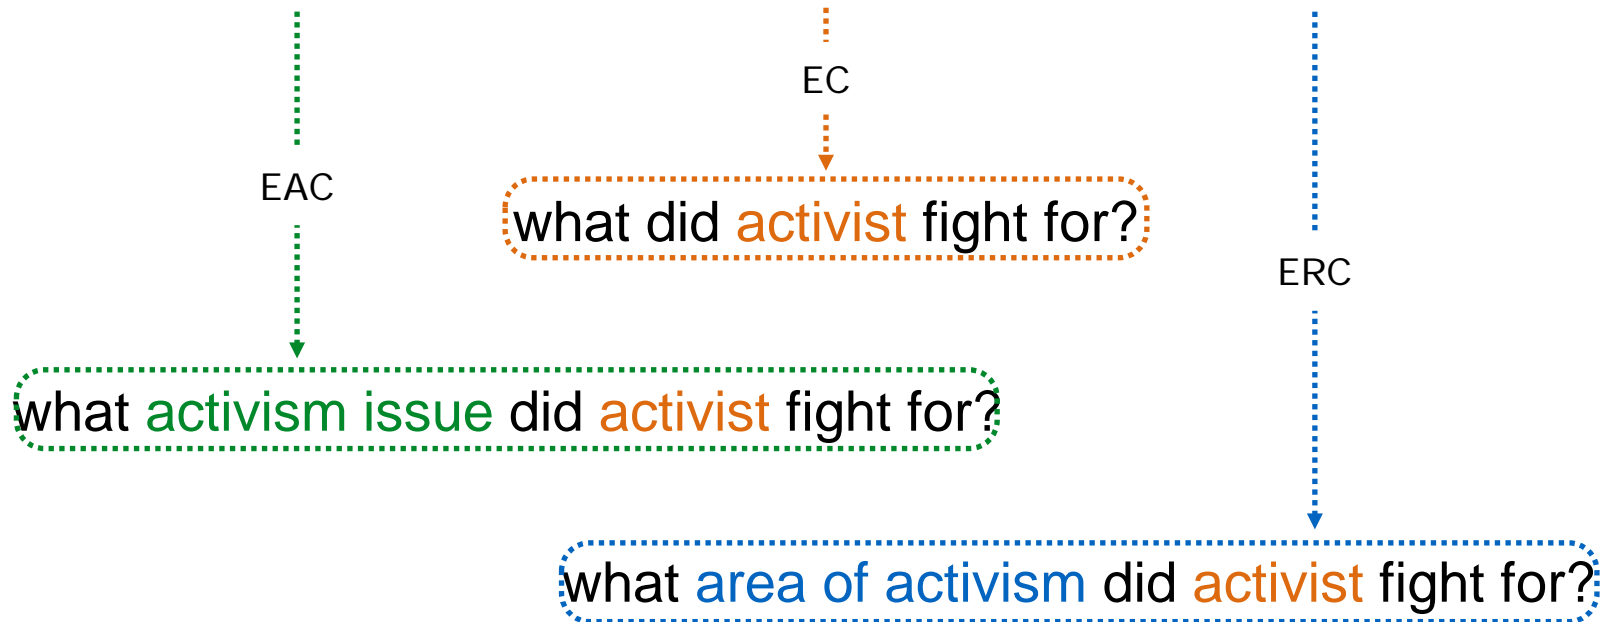 EC
EAC
what did activist fight for?
ERC
what activism issue did activist fight for?
what area of activism did activist fight for?